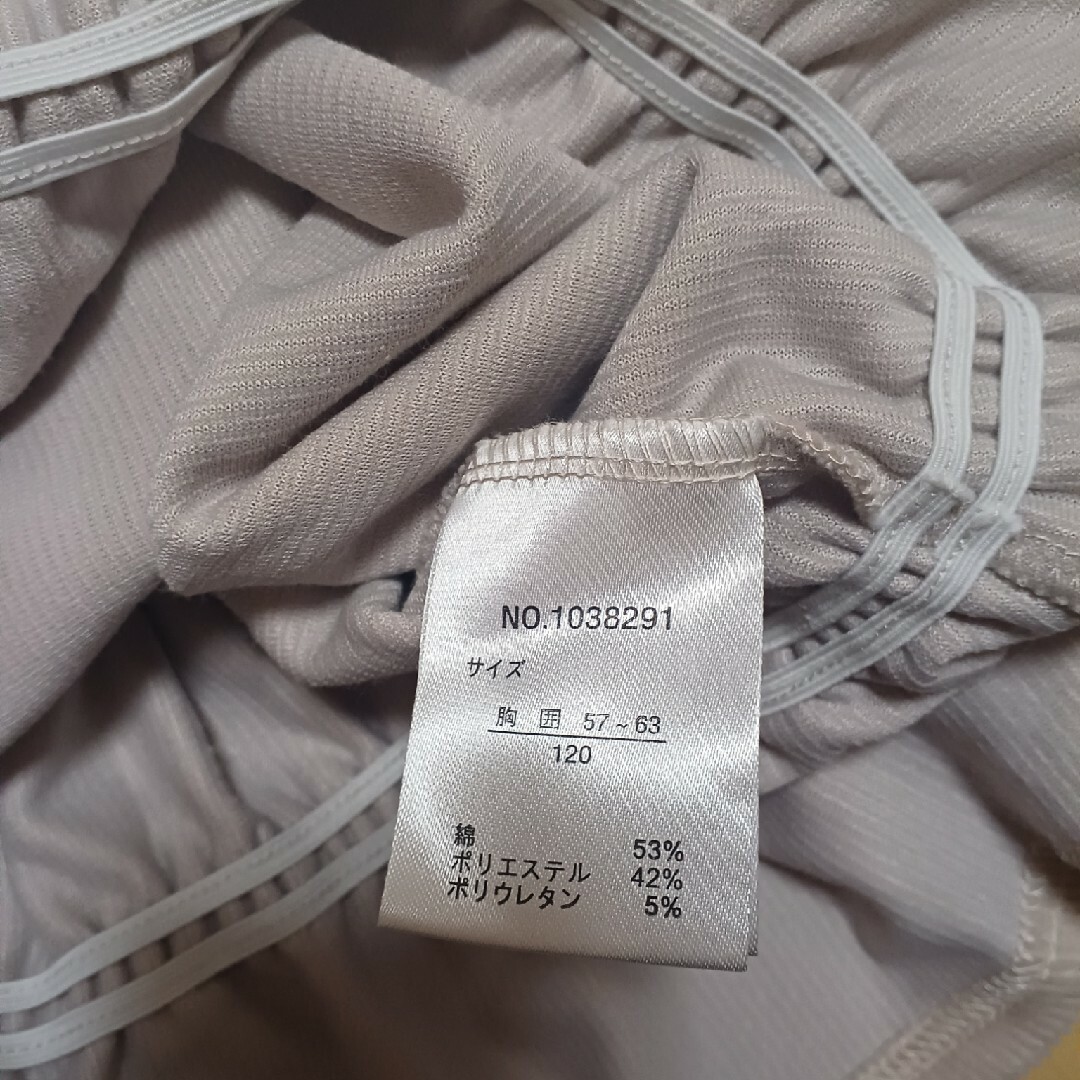 NO.1038291
サイズ
胸 囲 57~63
120
綿 53%
ポリエステル 42%
ポリウレタン 5%